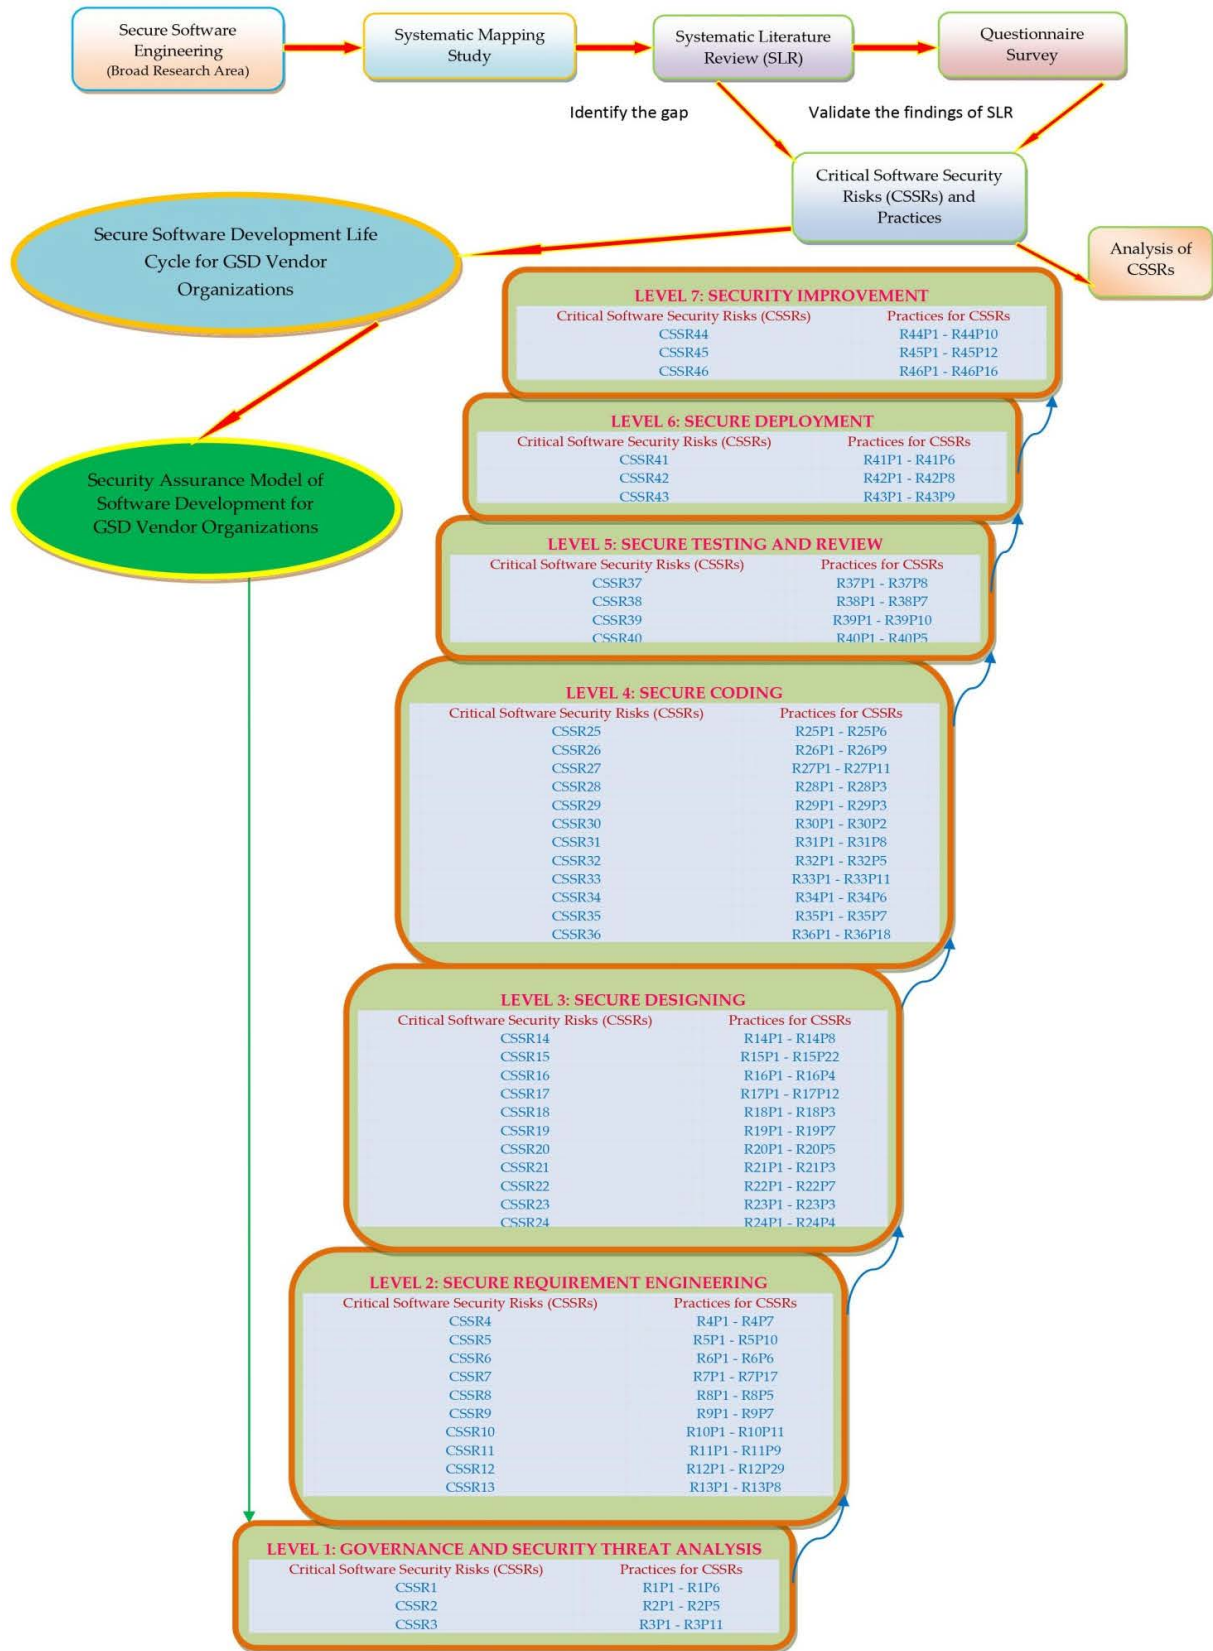 Secure Software
Engineering
(Broad Research Area)
Systematic Mapping
Study
Systematic Literature
Review (SLR)
Questionnaire
Survey
Identify the gap
Validate the findings of SLR
Critical Software Security
Risks (CSSRs) and
Practices
Analysis of
CSSRs
Secure Software Development Life
Cycle for GSD Vendor
Organizations
Security Assurance Model of
Software Development for
GSD Vendor Organizations
LEVEL 7: SECURITY IMPROVEMENT
Critical Software Security Risks (CSSRs) Practices for CSSRs
CSSR44 R44P1 - R44P10
CSSR45 R45P1 - R45P12
CSSR46 R46P1 - R46P16
LEVEL 6: SECURE DEPLOYMENT
Critical Software Security Risks (CSSRs) Practices for CSSRs
CSSR41 R41P1 - R41P6
CSSR42 R42P1 - R42P8
CSSR43 R43P1 - R43P9
LEVEL 5: SECURE TESTING AND REVIEW
Critical Software Security Risks (CSSRs) Practices for CSSRs
CSSR37 R37P1 - R37P8
CSSR38 R38P1 - R38P7
CSSR39 R39P1 - R39P10
CSSR40 R40P1 - R40P5
LEVEL 4: SECURE CODING
Critical Software Security Risks (CSSRs) Practices for CSSRs
CSSR25 R25P1 - R25P6
CSSR26 R26P1 - R26P9
CSSR27 R27P1 - R27P11
CSSR28 R28P1 - R28P3
CSSR29 R29P1 - R29P3
CSSR30 R30P1 - R30P2
CSSR31 R31P1 - R31P8
CSSR32 R32P1 - R32P5
CSSR33 R33P1 - R33P11
CSSR34 R34P1 - R34P6
CSSR35 R35P1 - R35P7
CSSR36 R36P1 - R36P18
LEVEL 3: SECURE DESIGNING
Critical Software Security Risks (CSSRs) Practices for CSSRs
CSSR14 R14P1 - R14P8
CSSR15 R15P1 - R15P22
CSSR16 R16P1 - R16P4
CSSR17 R17P1 - R17P12
CSSR18 R18P1 - R18P3
CSSR19 R19P1 - R19P7
CSSR20 R20P1 - R20P5
CSSR21 R21P1 - R21P3
CSSR22 R22P1 - R22P7
CSSR23 R23P1 - R23P3
CSSR24 R24P1 - R24P4
LEVEL 2: SECURE REQUIREMENT ENGINEERING
Critical Software Security Risks (CSSRs) Practices for CSSRs
CSSR4 R4P1 - R4P7
CSSR5 R5P1 - R5P10
CSSR6 R6P1 - R6P6
CSSR7 R7P1 - R7P17
CSSR8 R8P1 - R8P5
CSSR9 R9P1 - R9P7
CSSR10 R10P1 - R10P11
CSSR11 R11P1 - R11P9
CSSR12 R12P1 - R12P29
CSSR13 R13P1 - R13P8
LEVEL 1: GOVERNANCE AND SECURITY THREAT ANALYSIS
Critical Software Security Risks (CSSRs) Practices for CSSRs
CSSR1 R1P1 - R1P6
CSSR2 R2P1 - R2P5
CSSR3 R3P1 - R3P11